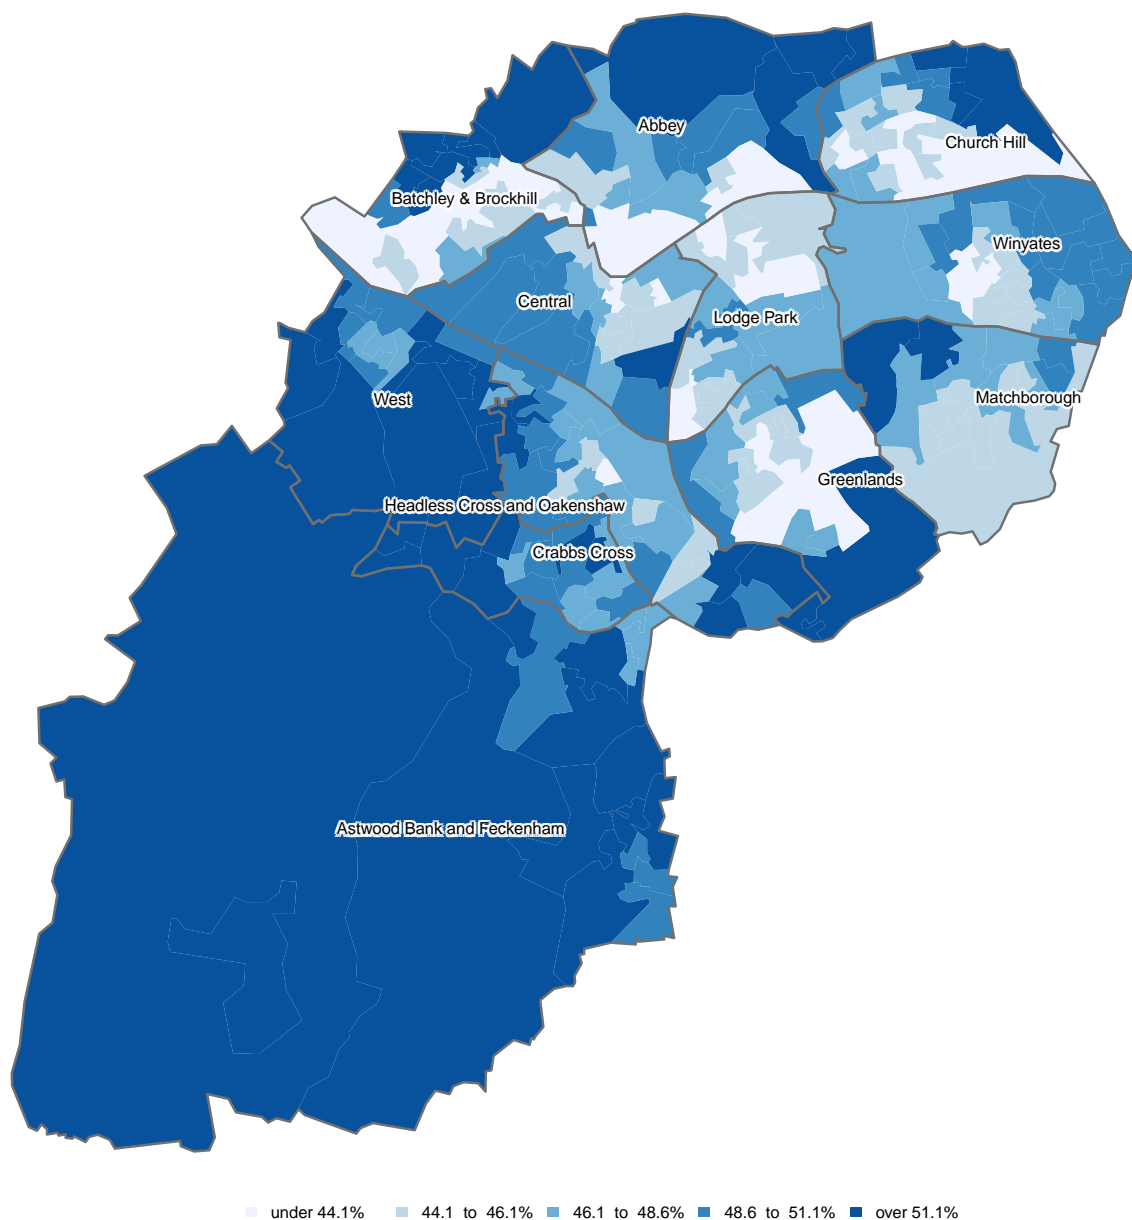 Abbey
Church Hill
Batchley & Brockhill
Winyates
Central
Lodge Park
West
Matchborough
Greenlands
Headless Cross and Oakenshaw
Crabbs Cross
Astwood Bank and Feckenham
under 44.1% 44.1 to 46.1% 46.1 to 48.6% 48.6 to 51.1% over 51.1%